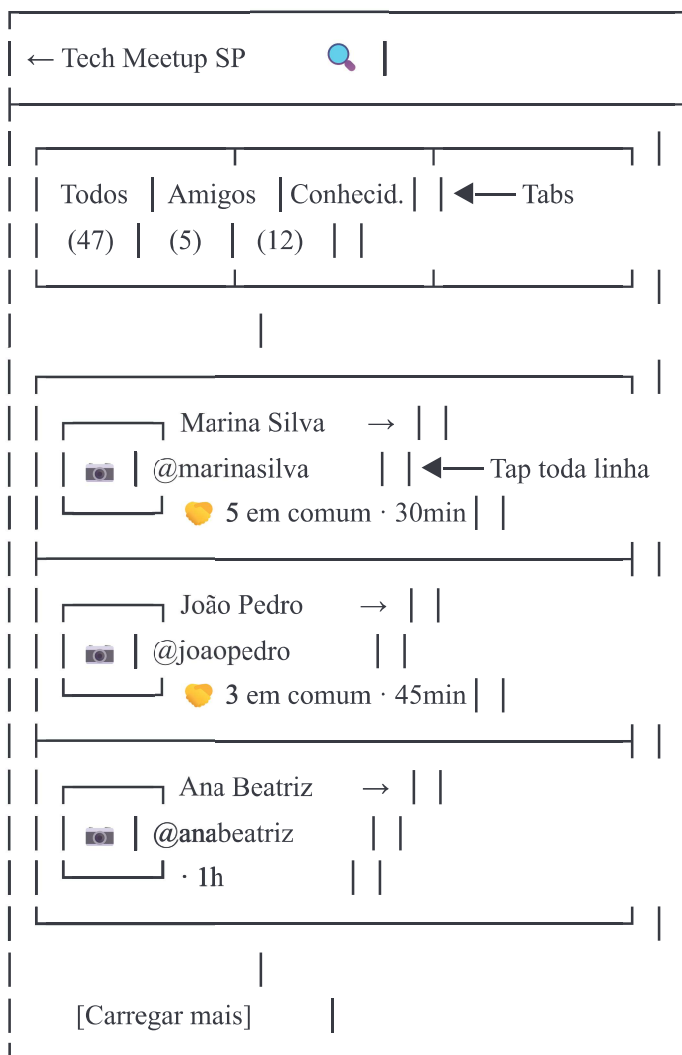 ← Tech Meetup SP 🔍
Todos | Amigos | Conhecid. ◄── Tabs
(47) | (5) | (12)
Marina Silva →
📷 @marinasilva ◄── Tap toda linha
🤝 5 em comum · 30min
João Pedro →
📷 @joaopedro
🤝 3 em comum · 45min
Ana Beatriz →
📷 @anabeatriz
· 1h
[Carregar mais]